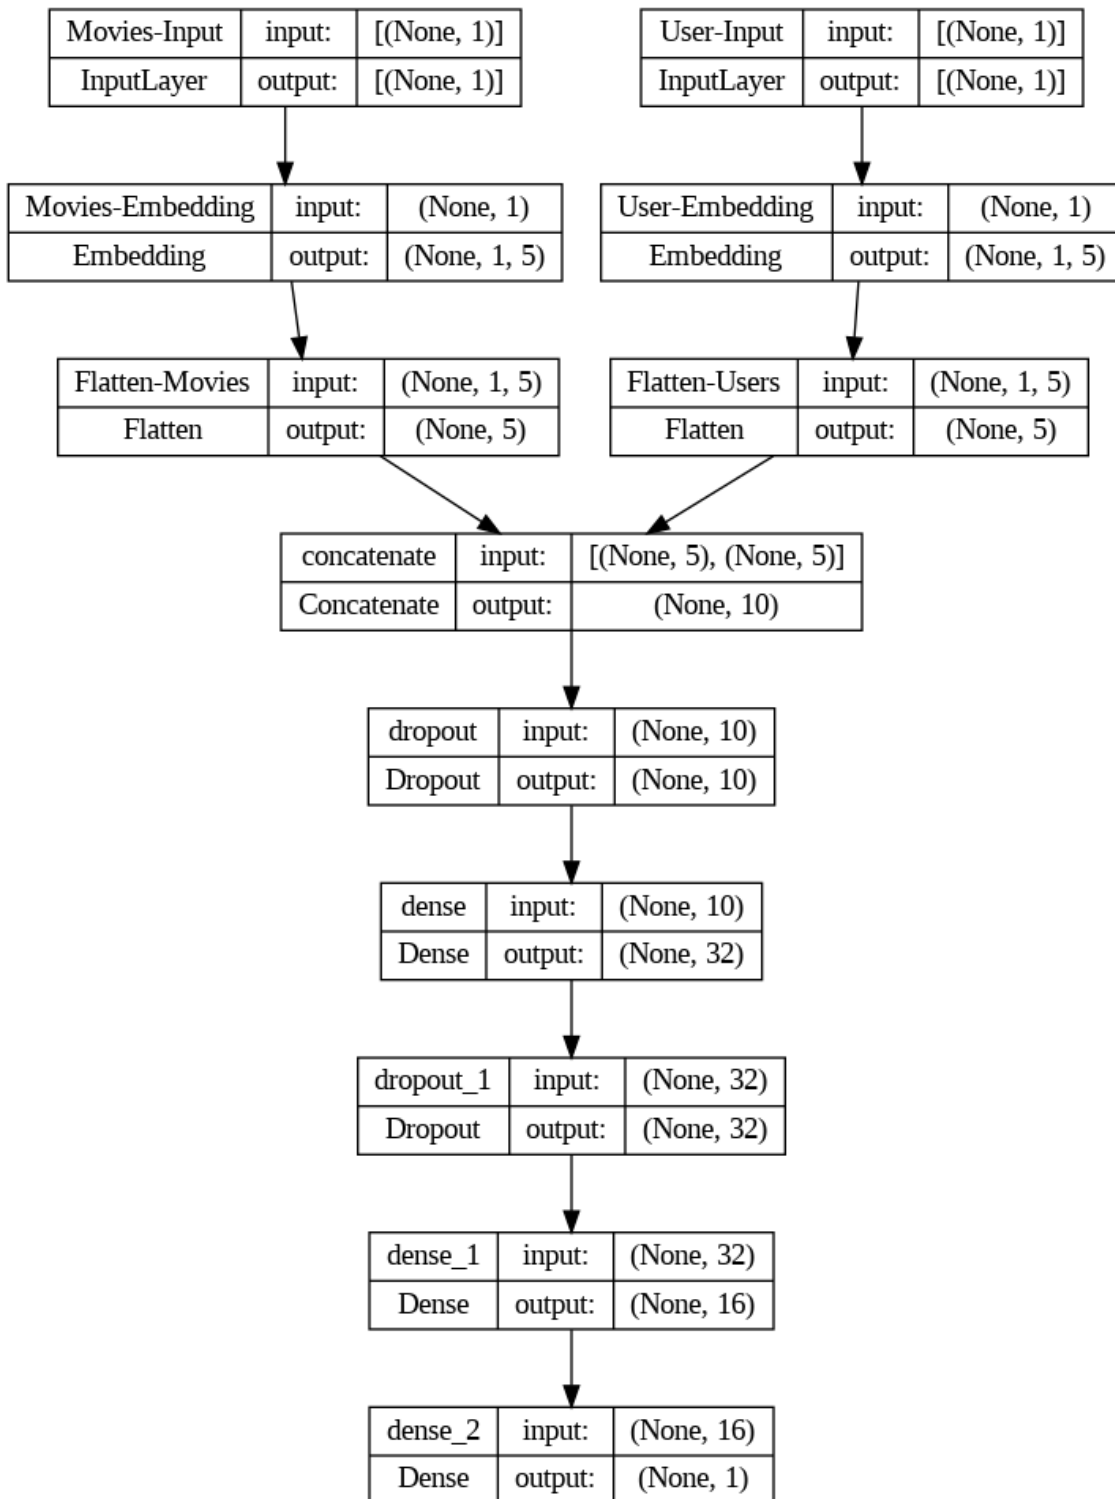 Movies-Input input: [(None, 1)]
InputLayer output: [(None, 1)]
User-Input input: [(None, 1)]
InputLayer output: [(None, 1)]
Movies-Embedding input: (None, 1)
Embedding output: (None, 1, 5)
User-Embedding input: (None, 1)
Embedding output: (None, 1, 5)
Flatten-Movies input: (None, 1, 5)
Flatten output: (None, 5)
Flatten-Users input: (None, 1, 5)
Flatten output: (None, 5)
concatenate input: [(None, 5), (None, 5)]
Concatenate output: (None, 10)
dropout input: (None, 10)
Dropout output: (None, 10)
dense input: (None, 10)
Dense output: (None, 32)
dropout_1 input: (None, 32)
Dropout output: (None, 32)
dense_1 input: (None, 32)
Dense output: (None, 16)
dense_2 input: (None, 16)
Dense output: (None, 1)